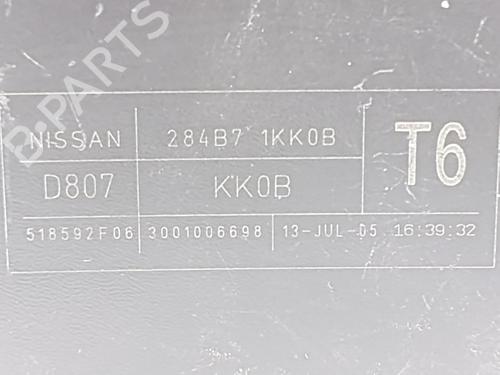 B PARTS
NISSAN 284B7 1KK0B T6
D807 KK0B
518592F06 3001006698 13-JUL-05 16:39:32